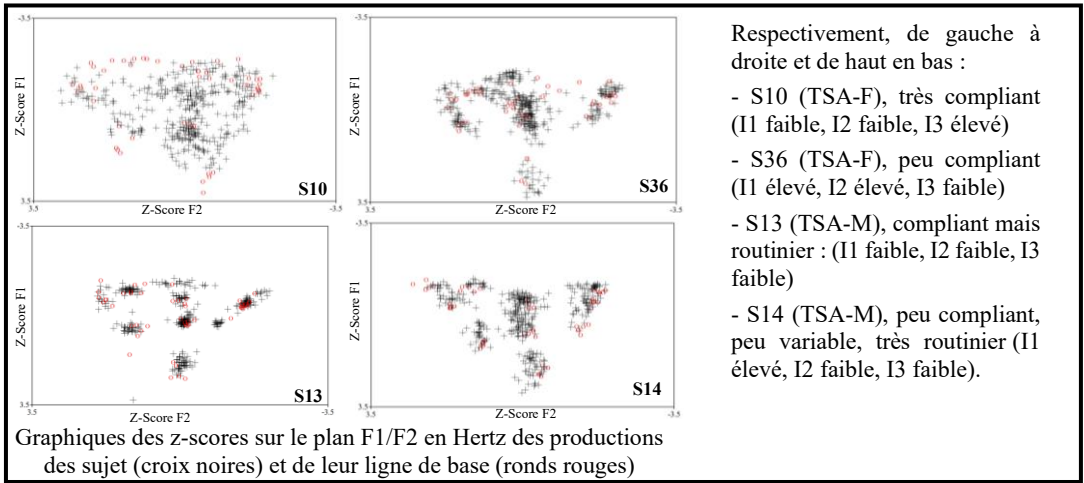 -3.5
Z-Score F1
3.5
3.5
Z-Score F2
-3.5
S10
-3.5
Z-Score F1
3.5
3.5
Z-Score F2
-3.5
S36
-3.5
Z-Score F1
3.5
3.5
Z-Score F2
-3.5
S13
-3.5
Z-Score F1
3.5
3.5
Z-Score F2
-3.5
S14
Graphiques des z-scores sur le plan F1/F2 en Hertz des productions
des sujet (croix noires) et de leur ligne de base (ronds rouges)
Respectivement, de gauche à
droite et de haut en bas :
- S10 (TSA-F), très compliant
(I1 faible, I2 faible, I3 élevé)
- S36 (TSA-F), peu compliant
(I1 élevé, I2 élevé, I3 faible)
- S13 (TSA-M), compliant mais
routinier : (I1 faible, I2 faible, I3
faible)
- S14 (TSA-M), peu compliant,
peu variable, très routinier (I1
élevé, I2 faible, I3 faible).